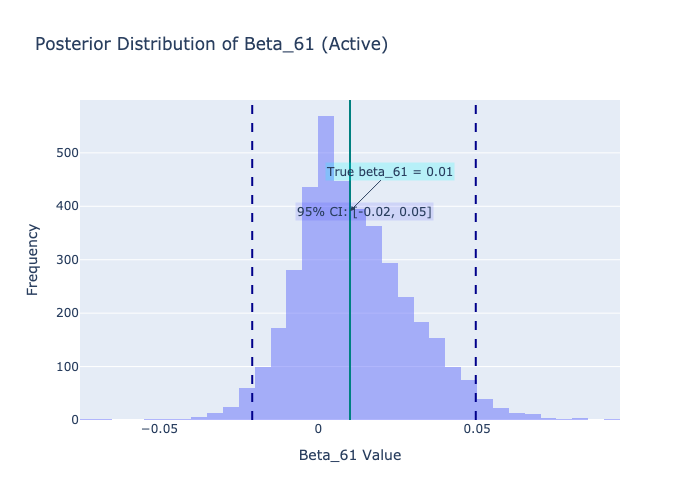 Posterior Distribution of Beta_61 (Active)
500
400
300
200
100
0
Frequency
True beta_61 = 0.01
95% CI: [-0.02, 0.05]
−0.05
0
0.05
Beta_61 Value